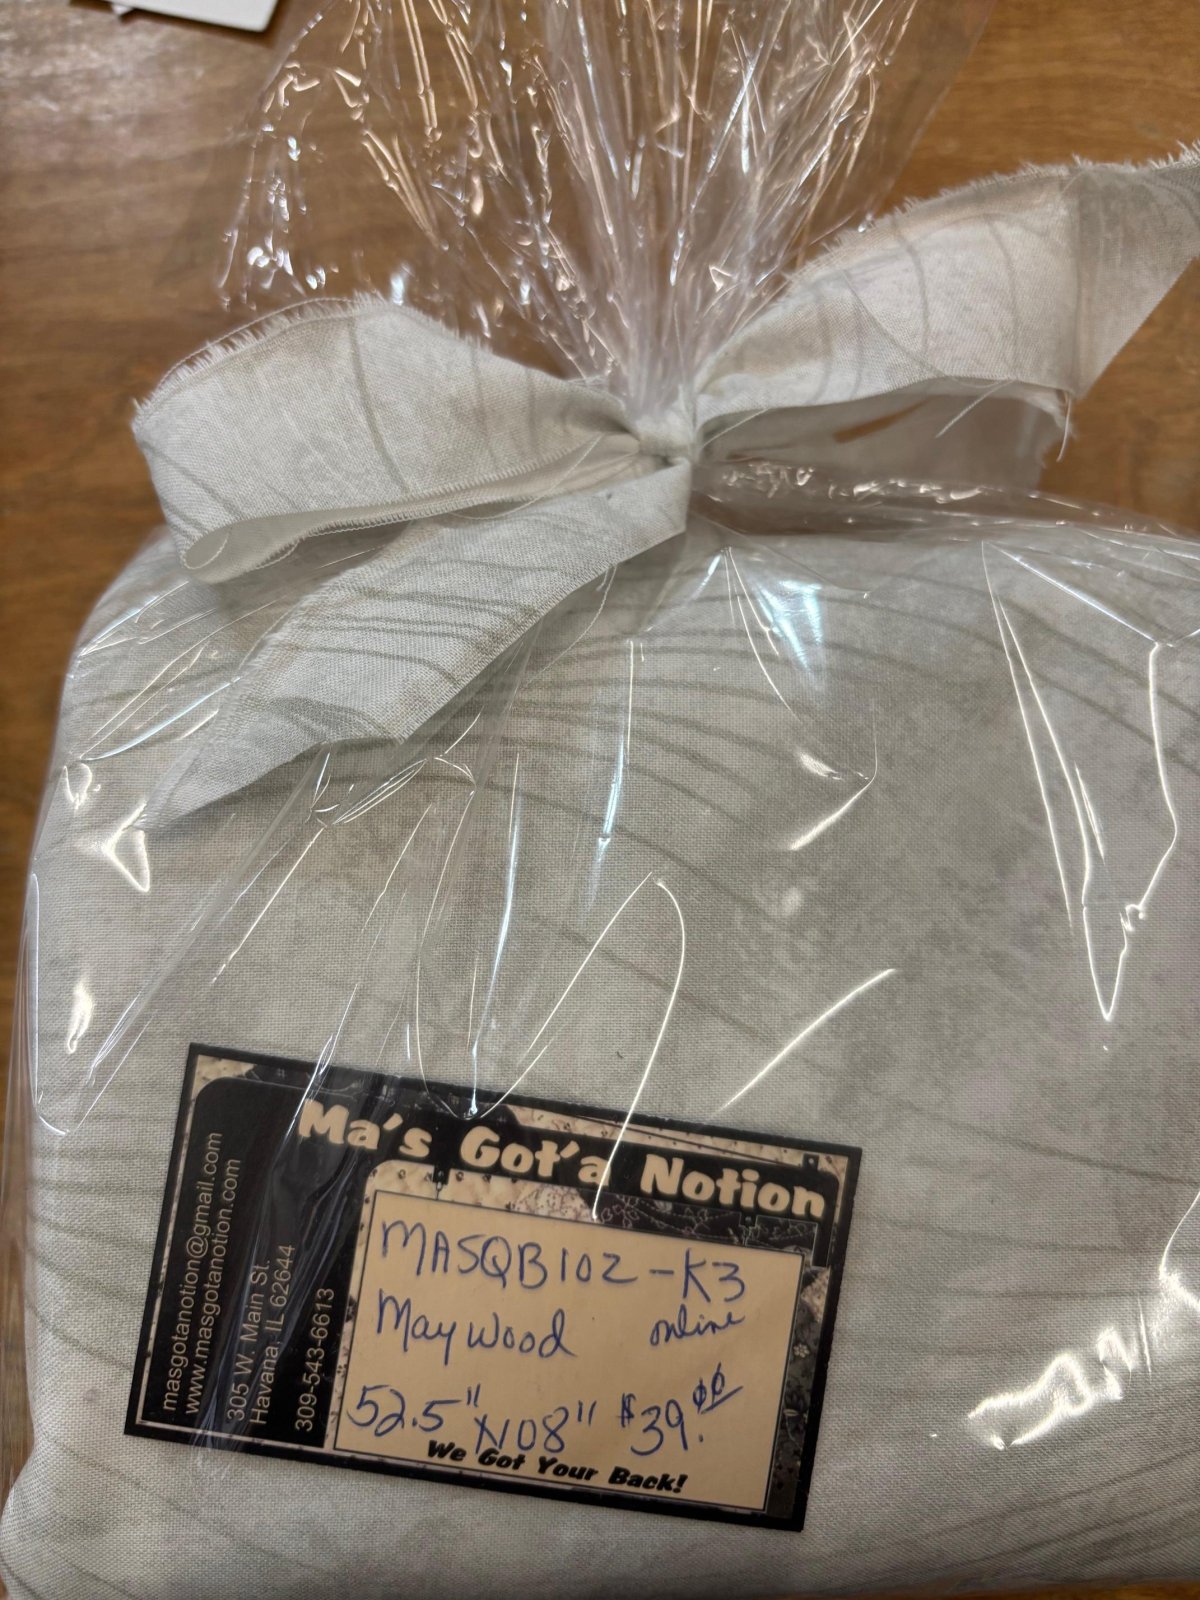 Ma's Got'a Notion
masgotanotion@gmail.com
www.masgotanotion.com
305 W. Main St.
Havana, IL 62644
309-543-6613
MASQB102-K3
Maywood online
52.5" X108" $39.00
We Got Your Back!